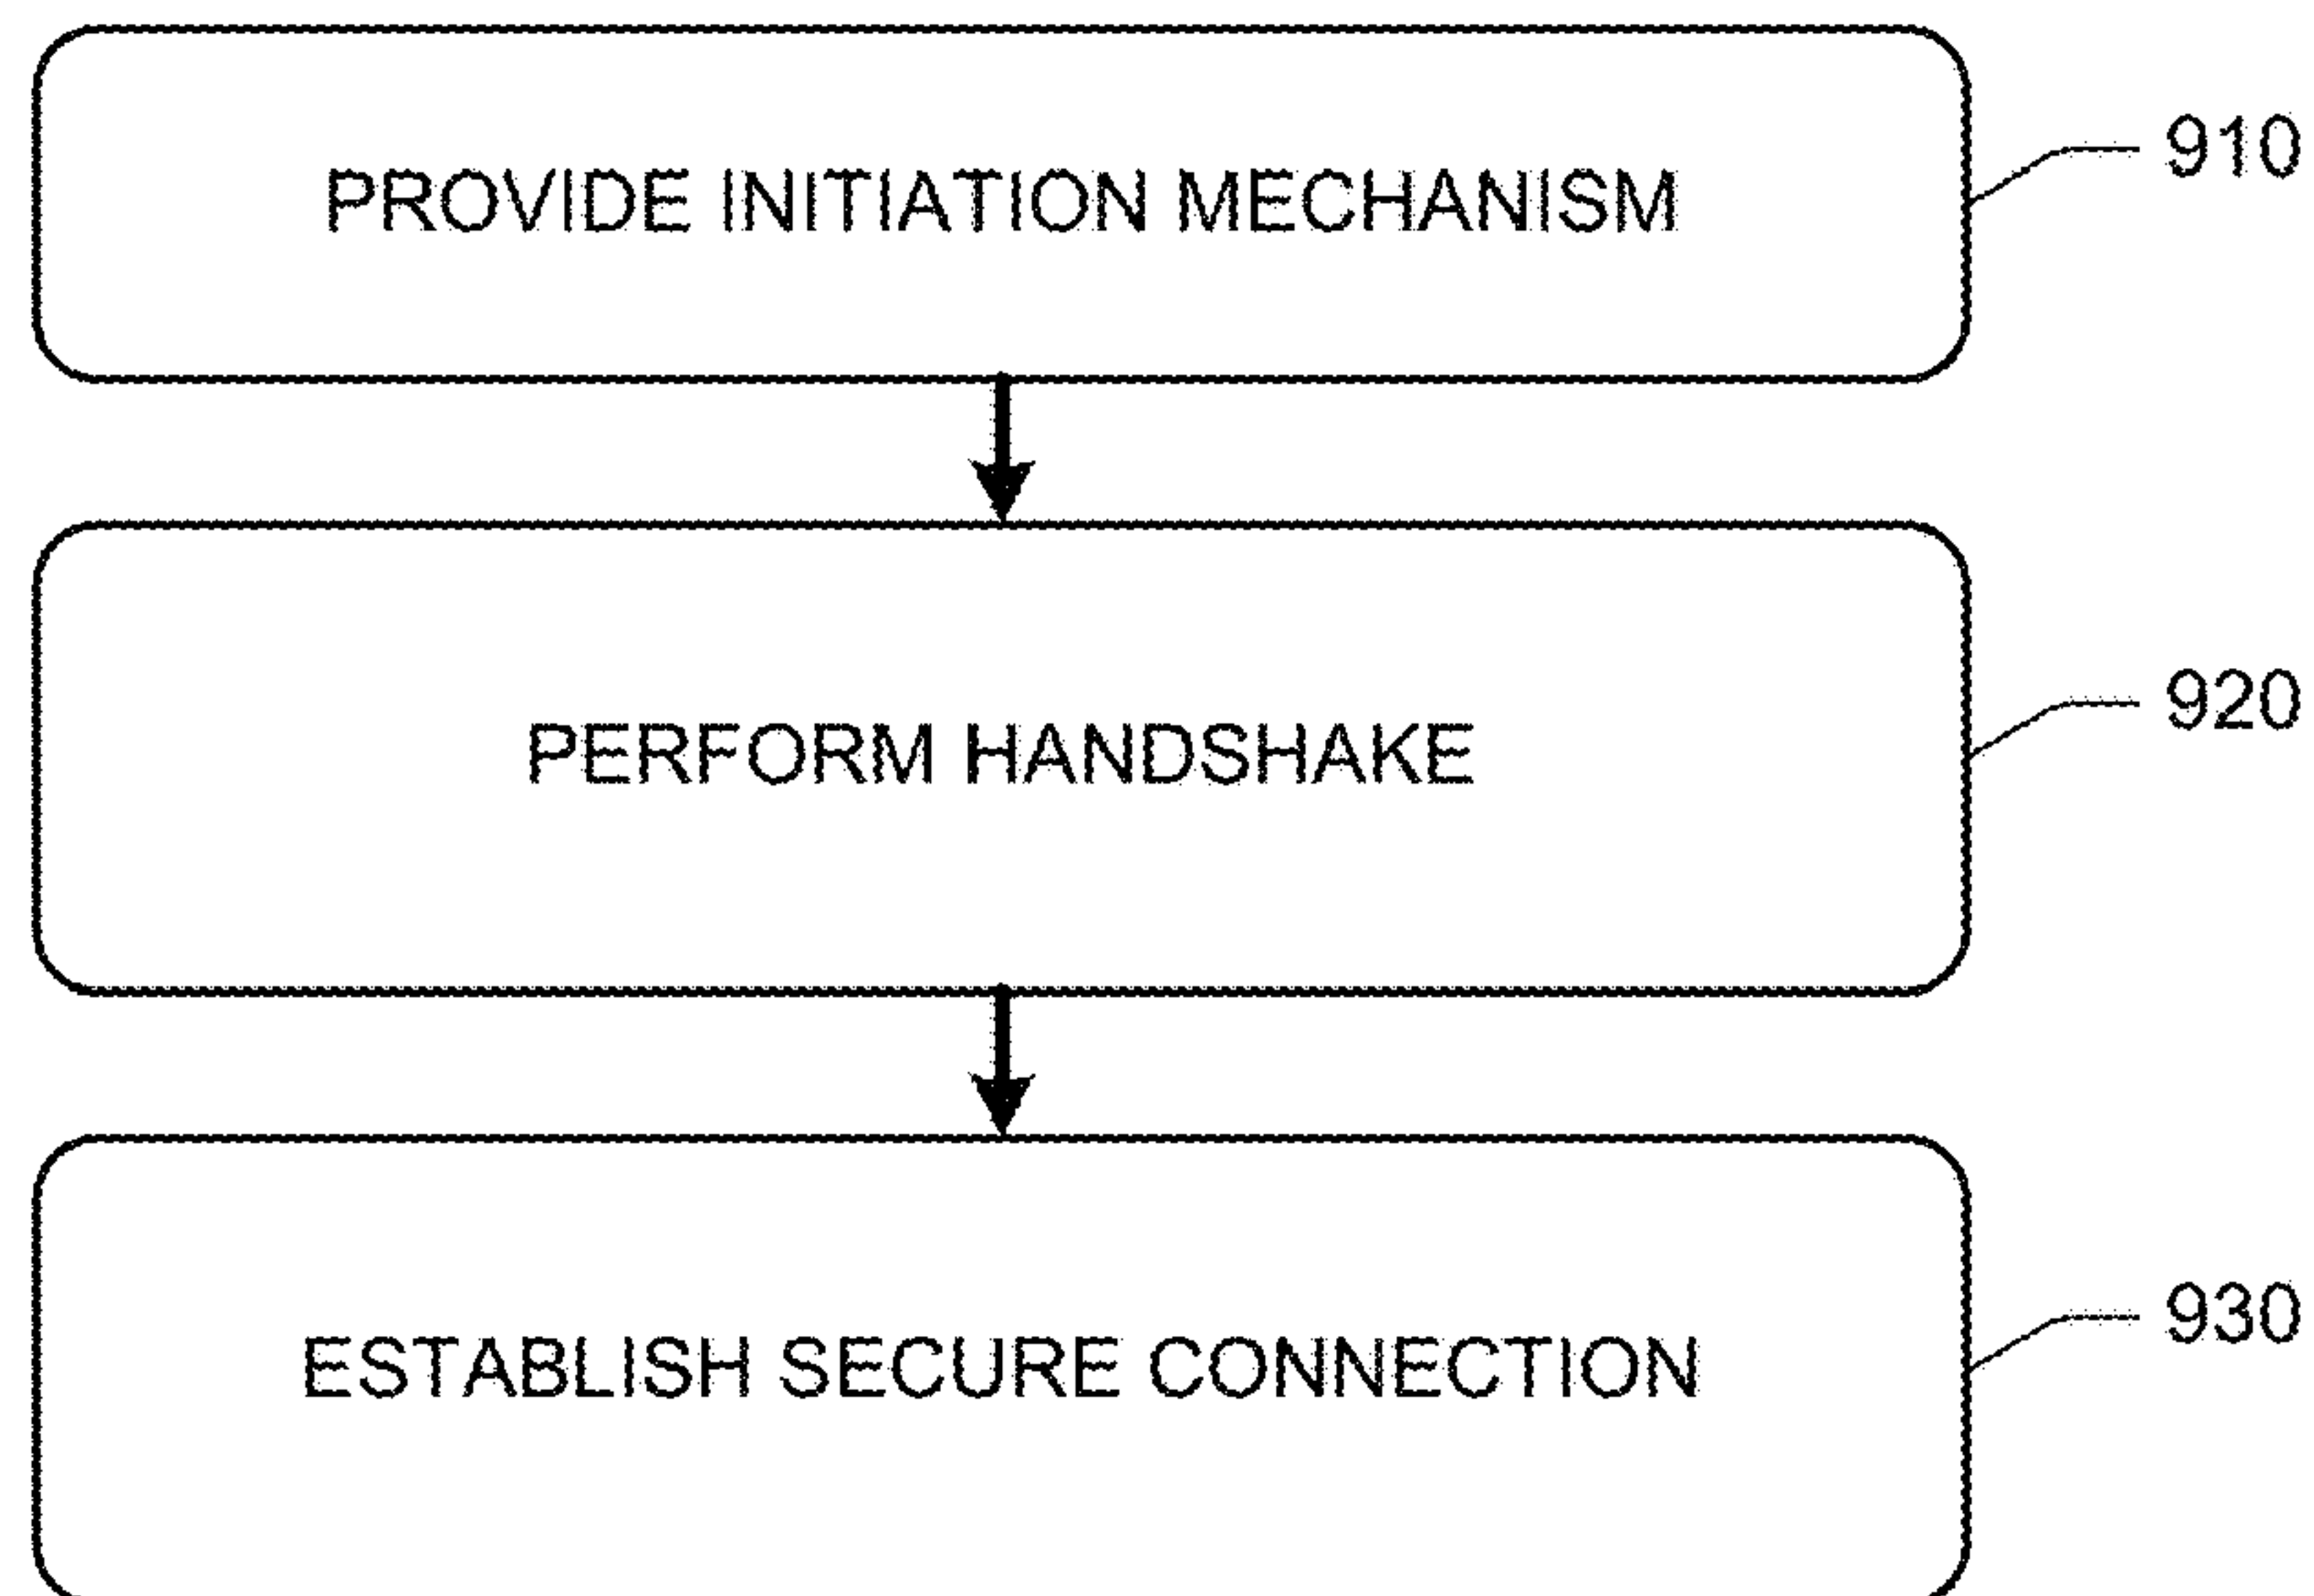 PROVIDE INITIATION MECHANISM
910
PERFORM HANDSHAKE
920
ESTABLISH SECURE CONNECTION
930